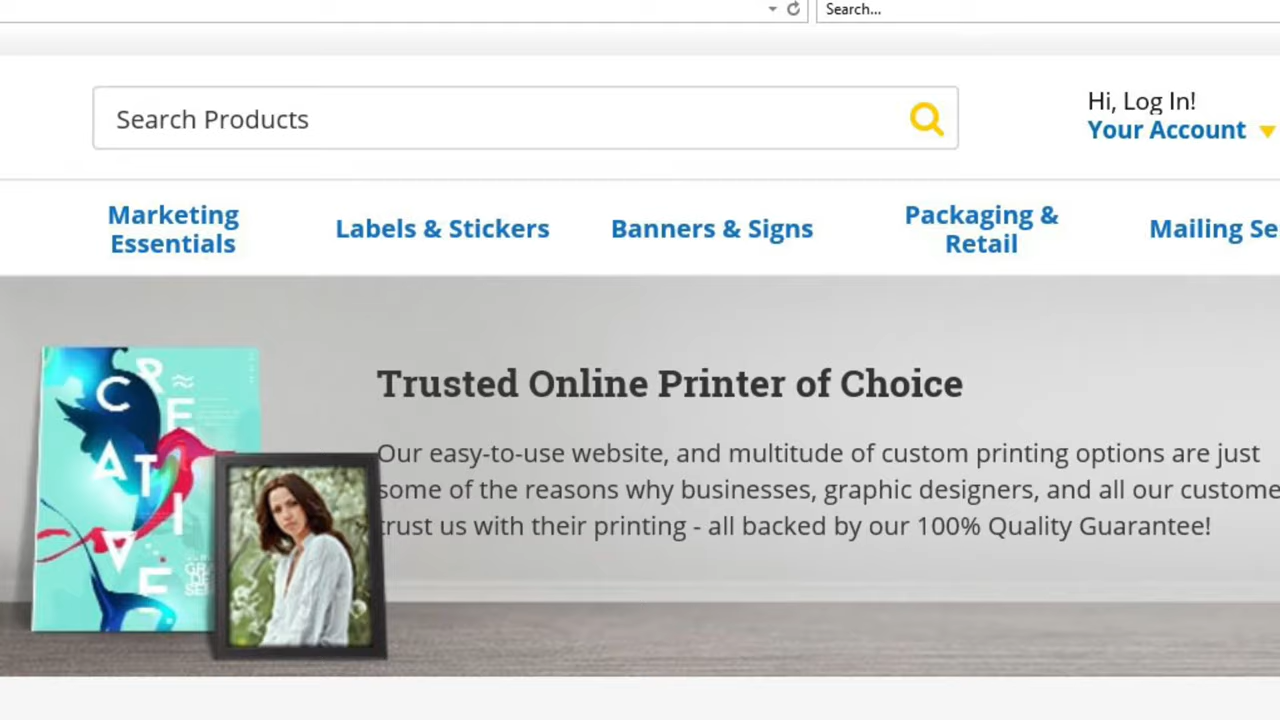 Search...
Search Products
Hi, Log In!
Your Account
Marketing
Essentials
Labels & Stickers
Banners & Signs
Packaging &
Retail
Mailing Se
CREATIVE
Trusted Online Printer of Choice
Our easy-to-use website, and multitude of custom printing options are just
some of the reasons why businesses, graphic designers, and all our custome
trust us with their printing - all backed by our 100% Quality Guarantee!